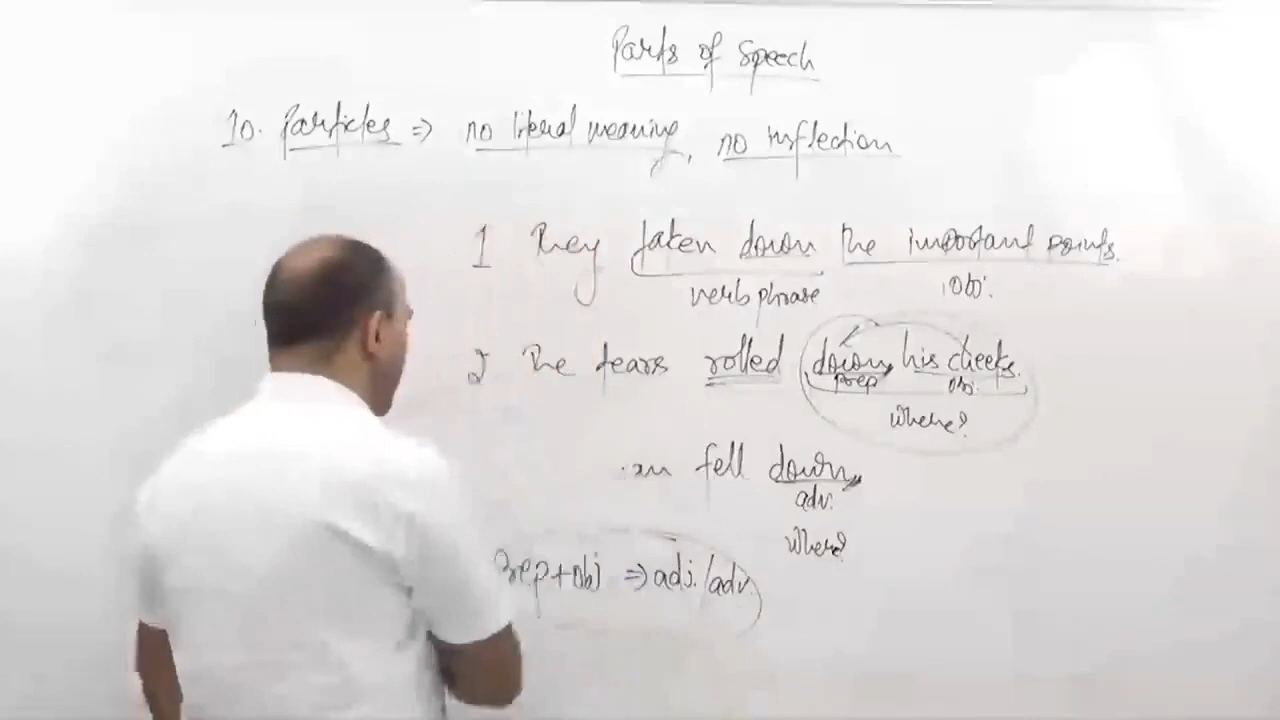 Parts of Speech
10. Particles ⇒ no literal meaning, no inflection
1 They taken down the important points.
verb phrase obj.
2 The tears rolled down his cheeks.
prep obj.
where?
fell down
adv.
where?
prep+obj ⇒ adj./adv.